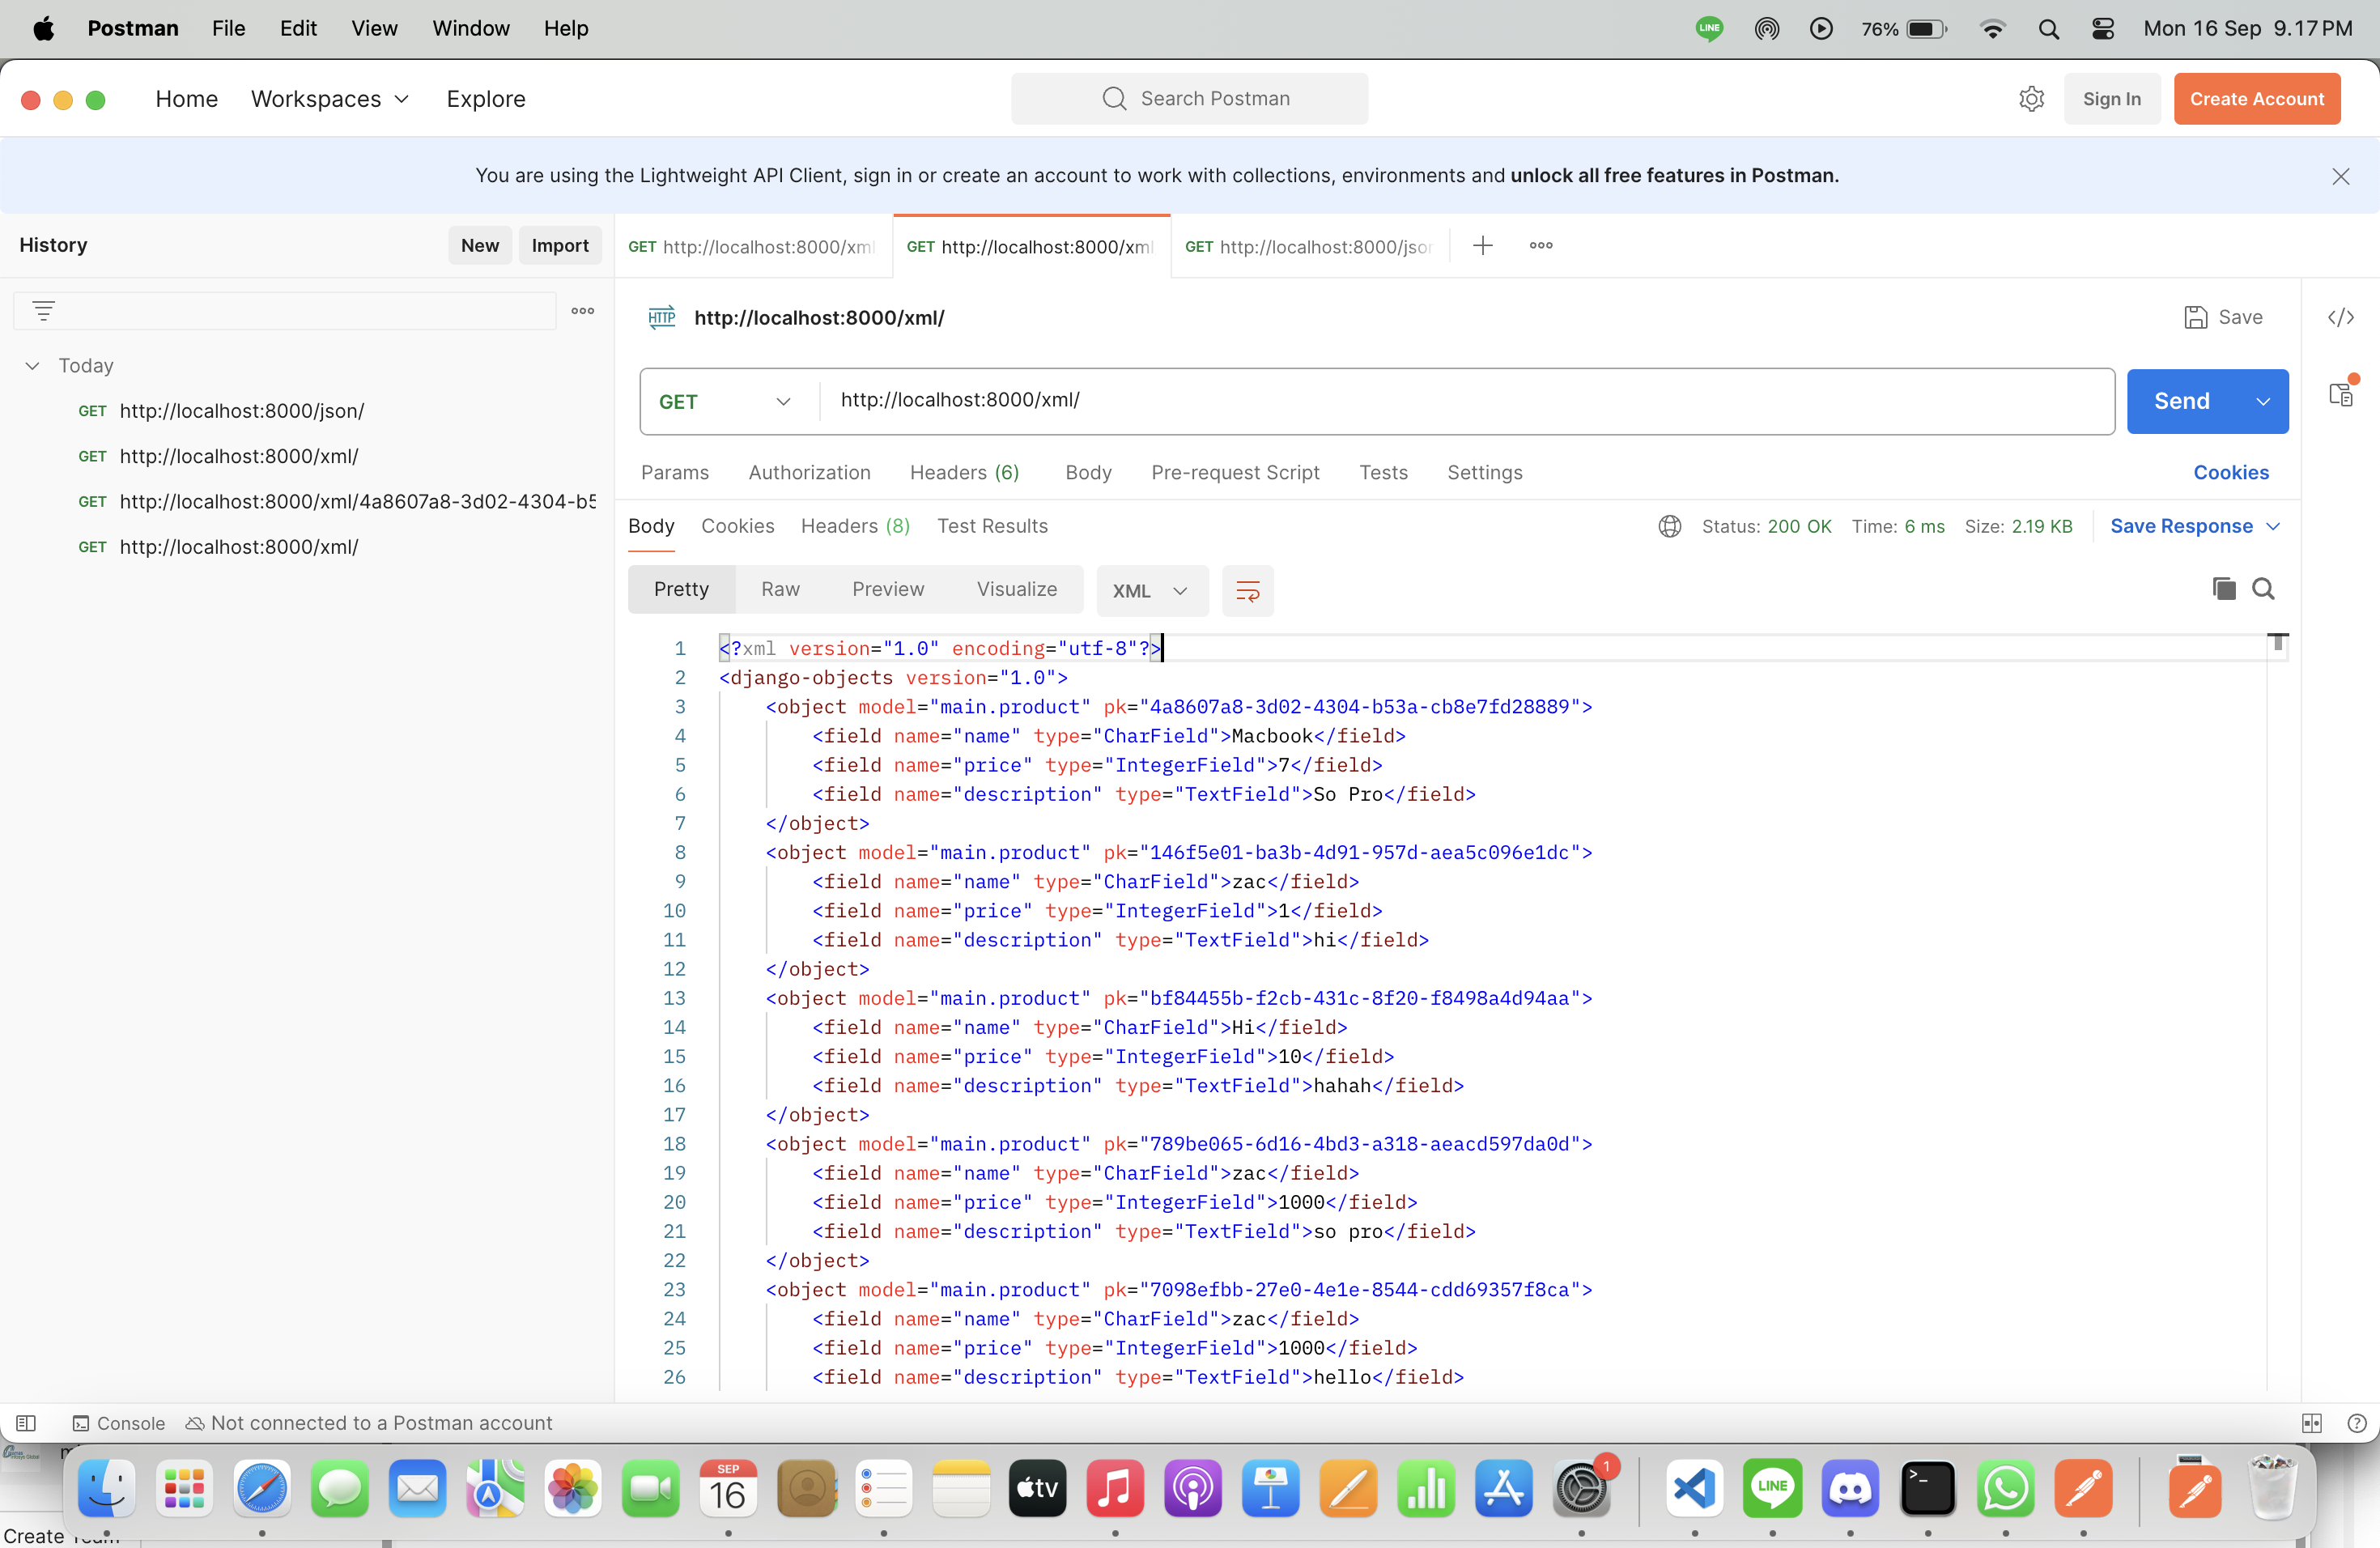 Postman File Edit View Window Help
LINE 76% Mon 16 Sep 9.17 PM
Home Workspaces Explore
Search Postman
Sign In Create Account
You are using the Lightweight API Client, sign in or create an account to work with collections, environments and unlock all free features in Postman.
History New Import
GET http://localhost:8000/xml
GET http://localhost:8000/xml
GET http://localhost:8000/json
Today
GET http://localhost:8000/json/
GET http://localhost:8000/xml/
GET http://localhost:8000/xml/4a8607a8-3d02-4304-b5
GET http://localhost:8000/xml/
HTTP http://localhost:8000/xml/
Save
GET http://localhost:8000/xml/
Send
Params Authorization Headers (6) Body Pre-request Script Tests Settings Cookies
Body Cookies Headers (8) Test Results
Status: 200 OK Time: 6 ms Size: 2.19 KB Save Response
Pretty Raw Preview Visualize XML
1 <?xml version="1.0" encoding="utf-8"?>
2 <django-objects version="1.0">
3 <object model="main.product" pk="4a8607a8-3d02-4304-b53a-cb8e7fd28889">
4 <field name="name" type="CharField">Macbook</field>
5 <field name="price" type="IntegerField">7</field>
6 <field name="description" type="TextField">So Pro</field>
7 </object>
8 <object model="main.product" pk="146f5e01-ba3b-4d91-957d-aea5c096e1dc">
9 <field name="name" type="CharField">zac</field>
10 <field name="price" type="IntegerField">1</field>
11 <field name="description" type="TextField">hi</field>
12 </object>
13 <object model="main.product" pk="bf84455b-f2cb-431c-8f20-f8498a4d94aa">
14 <field name="name" type="CharField">Hi</field>
15 <field name="price" type="IntegerField">10</field>
16 <field name="description" type="TextField">hahah</field>
17 </object>
18 <object model="main.product" pk="789be065-6d16-4bd3-a318-aeacd597da0d">
19 <field name="name" type="CharField">zac</field>
20 <field name="price" type="IntegerField">1000</field>
21 <field name="description" type="TextField">so pro</field>
22 </object>
23 <object model="main.product" pk="7098efbb-27e0-4e1e-8544-cdd69357f8ca">
24 <field name="name" type="CharField">zac</field>
25 <field name="price" type="IntegerField">1000</field>
26 <field name="description" type="TextField">hello</field>
Console Not connected to a Postman account
SEP
16
tv
1
LINE
Create Team